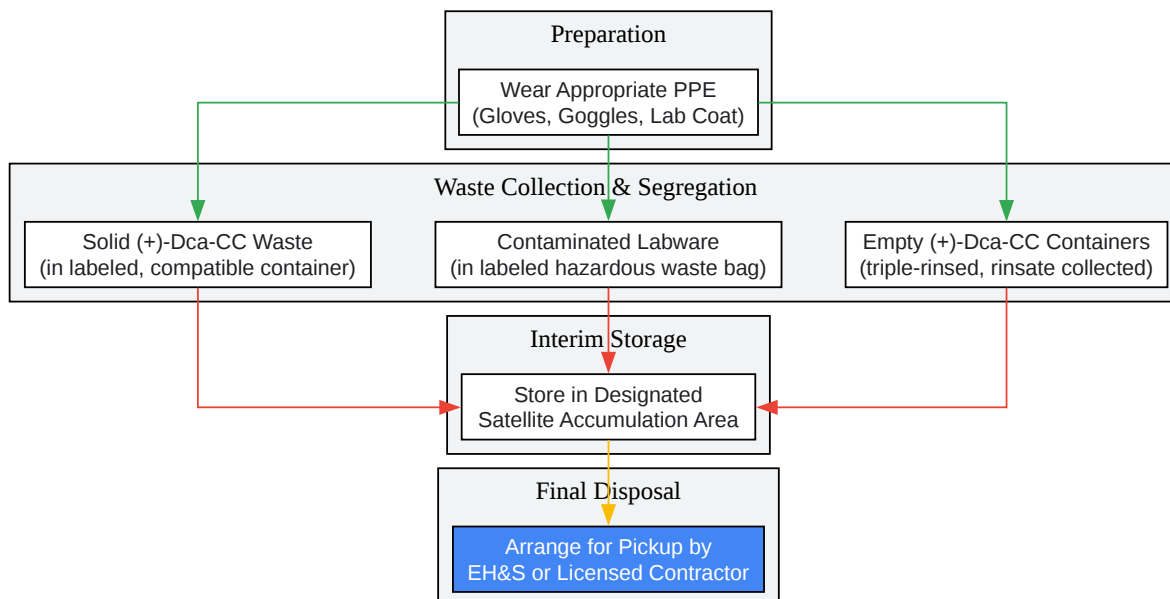 Preparation
Wear Appropriate PPE
(Gloves, Goggles, Lab Coat)
Waste Collection & Segregation
Solid (+)-Dca-CC Waste
(in labeled, compatible container)
Contaminated Labware
(in labeled hazardous waste bag)
Empty (+)-Dca-CC Containers
(triple-rinsed, rinsate collected)
Interim Storage
Store in Designated
Satellite Accumulation Area
Final Disposal
Arrange for Pickup by
EH&S or Licensed Contractor